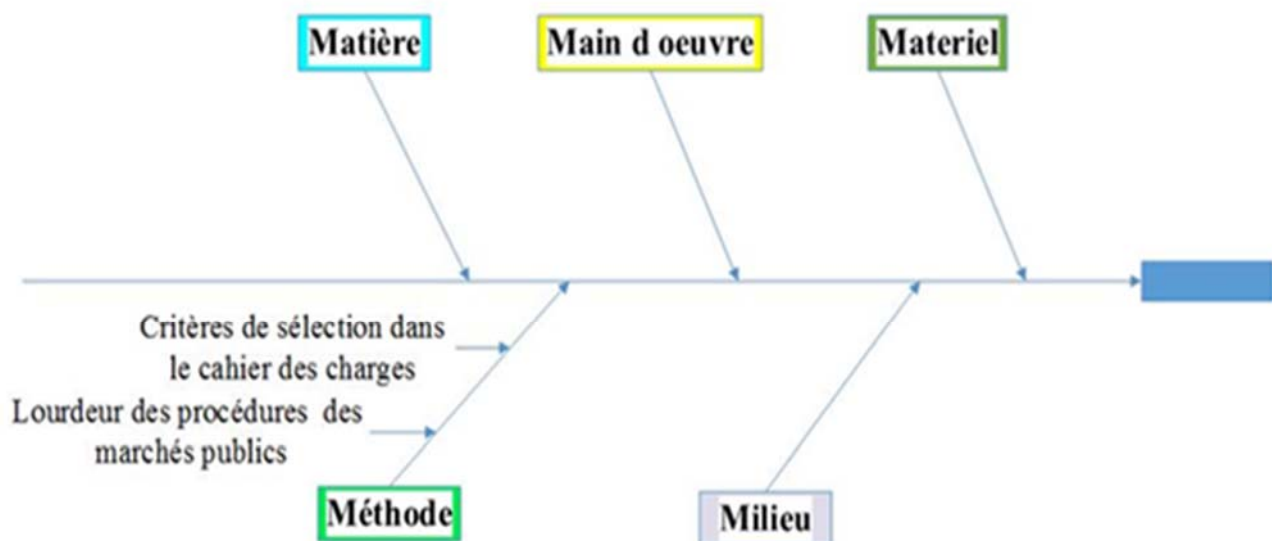 Matière
Main d oeuvre
Materiel
Critères de sélection dans
le cahier des charges
Lourdeur des procédures des
marchés publics
Méthode
Milieu